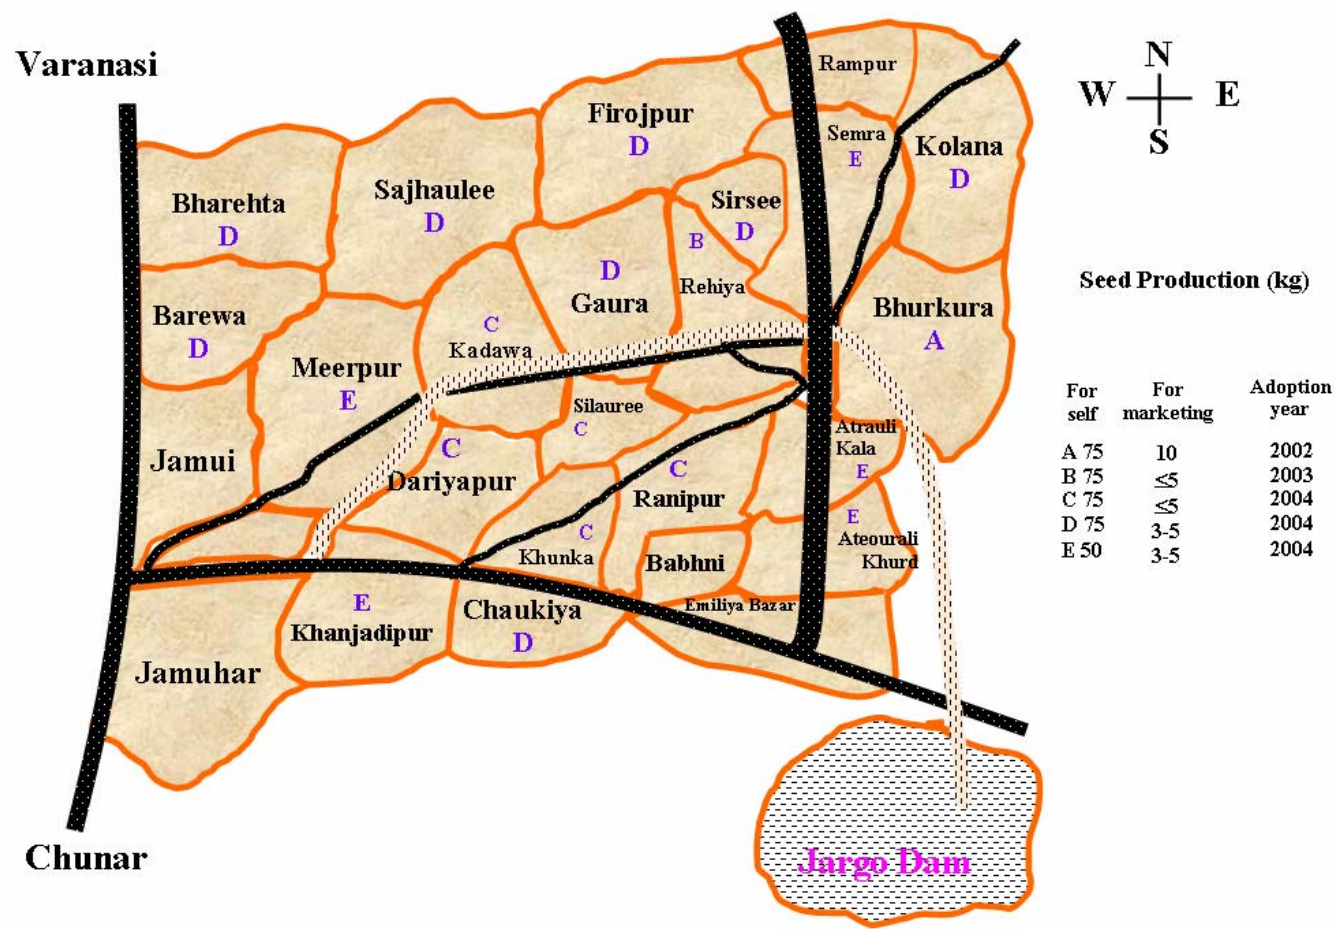 Varanasi
N
W E
S
Rampur
Firojpur
D
Semra
E
Kolana
D
Sajhaulee
D
Bharehta
D
Sirsee
D
B
Rehiya
D
Gaura
Barewa
D
Bhurkura
A
C
Kadawa
Meerpur
E
Silauree
C
Atrauli
Kala
E
Jamui
C
Dariyapur
C
Ranipur
E
Ateourali
Khurd
C
Khunka
Babhni
Emiliya Bazar
E
Khanjadipur
Chaukiya
D
Jamuhar
Chunar
Jargo Dam
Seed Production (kg)
For self For marketing Adoption year
A 75 10 2002
B 75 ≤5 2003
C 75 ≤5 2004
D 75 3-5 2004
E 50 3-5 2004